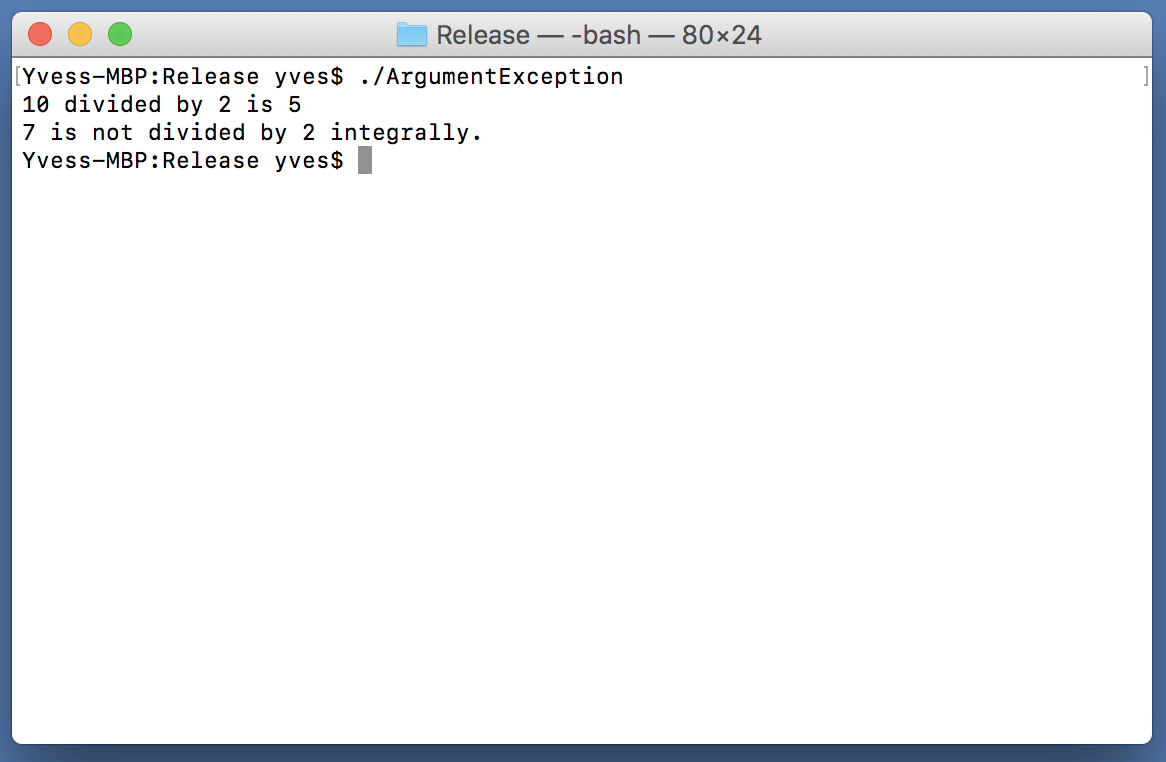 Release — -bash — 80×24
[Yvess-MBP:Release yves$ ./ArgumentException ]
10 divided by 2 is 5
7 is not divided by 2 integrally.
Yvess-MBP:Release yves$